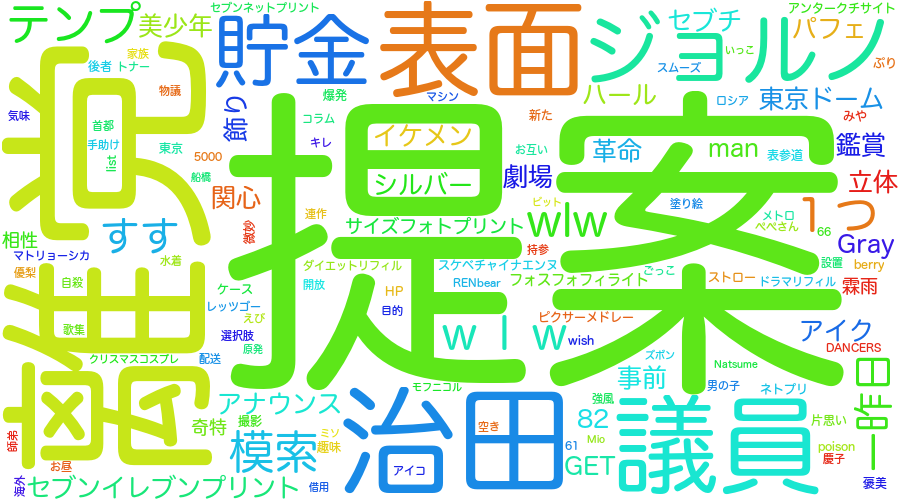 セブンネットプリント
アンタークチサイト
テンプ
美少年
貯金
表面
ジョルノ
セブチ
パフェ
家族
後者
トナー
スムーズ
いっこ
ぷり
物議
爆発
マシン
ハール
ロシア
東京ドーム
気味
首都
飾り
コラム
新た
みや
覚
手助け
list
東京
5000
キレ
イケメン
お互い
革命
man
表参道
鑑賞
船橋
関心
シルバー
劇場
ピット
塗り絵
立体
提案
連作
サイズフォトプリント
wlw
メトロ
1つ
すす
相性
持参
ぺぺさん
66
Gray
マトリョーシカ
水着
ダイエットリフィル
スケベチャイナエンヌ
ごっこ
設置
berry
優梨
自殺
ケース
開放
HP
RENbear
フォスフォフィライト
ストロー
ドラマリフィル
霖雨
レッツゴー
えび
目的
ピクサーメドレー
歌集
選択肢
原発
ｗｌｗ
wish
アイク
クリスマスコスプレ
配送
ズボン
DANCERS
離
齒
モフニコル
事前
Natsume
男の子
ネトプリ
一昨日
アナウンス
治田
強風
議員
奇特
撮影
空き
82
片思い
模索
ミソ
趣味
Mio
poison
お昼
アイコ
61
GET
慶子
海外
セブンイレブンプリント
借用
褒美